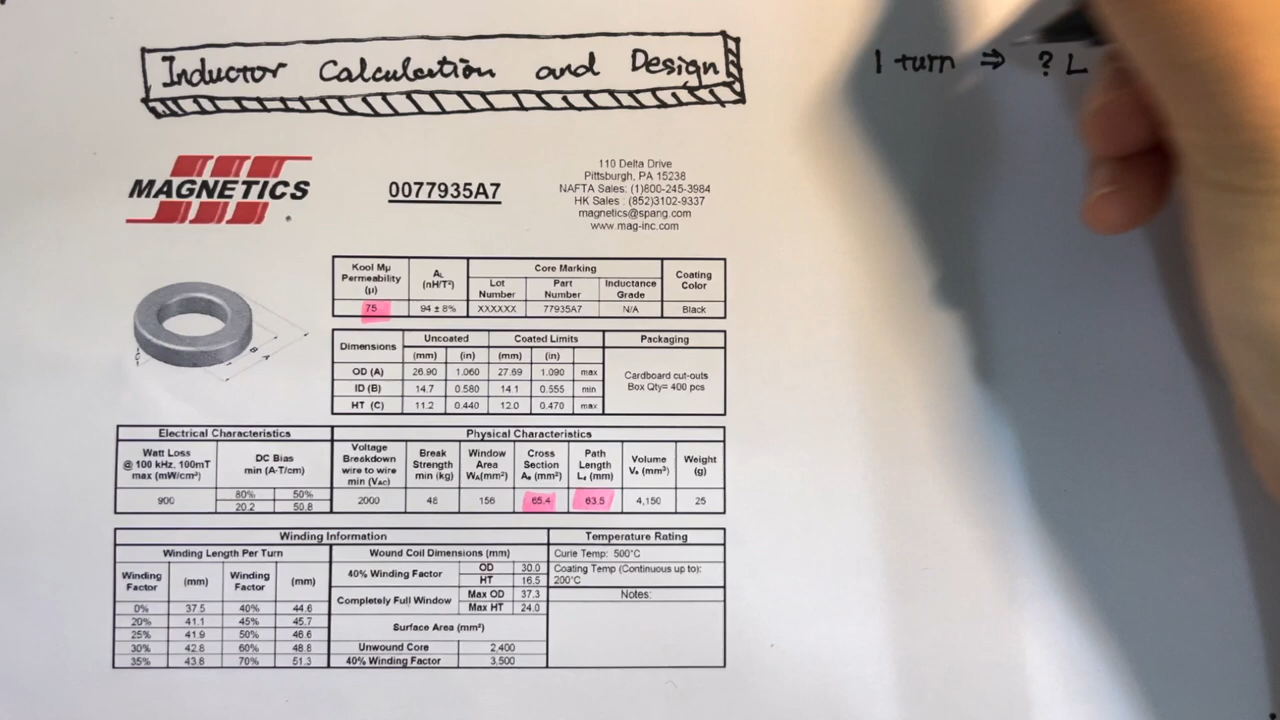 Inductor Calculation and Design
1 turn ⇒ ? L
MAGNETICS
0077935A7
110 Delta Drive
Pittsburgh, PA 15238
NAFTA Sales: (1)800-245-3984
HK Sales : (852)3102-9337
magnetics@spang.com
www.mag-inc.com
Kool Mµ Permeability (µ) AL (nH/T²) Core Marking Coating Color
Lot Number Part Number Inductance Grade
75 94 ± 8% XXXXXX 77935A7 N/A Black
Dimensions Uncoated Coated Limits Packaging
(mm) (in) (mm) (in)
OD (A) 26.90 1.060 27.69 1.090 max
ID (B) 14.7 0.580 14.1 0.555 min
HT (C) 11.2 0.440 12.0 0.470 max
Cardboard cut-outs
Box Qty= 400 pcs
C B A
Electrical Characteristics Physical Characteristics
Watt Loss @ 100 kHz. 100mT max (mW/cm³) DC Bias min (A·T/cm) Voltage Breakdown wire to wire min (VAC) Break Strength min (kg) Window Area WA(mm²) Cross Section Ae (mm²) Path Length Le (mm) Volume Ve (mm³) Weight (g)
900 80% 50% 2000 48 156 65.4 63.5 4,150 25
20.2 50.8
Winding Information Temperature Rating
Winding Length Per Turn Wound Coil Dimensions (mm) Curie Temp: 500°C
Winding Factor (mm) Winding Factor (mm) 40% Winding Factor OD 30.0 Coating Temp (Continuous up to):
HT 16.5 200°C
Completely Full Window Max OD 37.3 Notes:
0% 37.5 40% 44.6 Max HT 24.0
20% 41.1 45% 45.7 Surface Area (mm²)
25% 41.9 50% 46.6
30% 42.8 60% 48.8 Unwound Core 2,400
35% 43.8 70% 51.3 40% Winding Factor 3,500